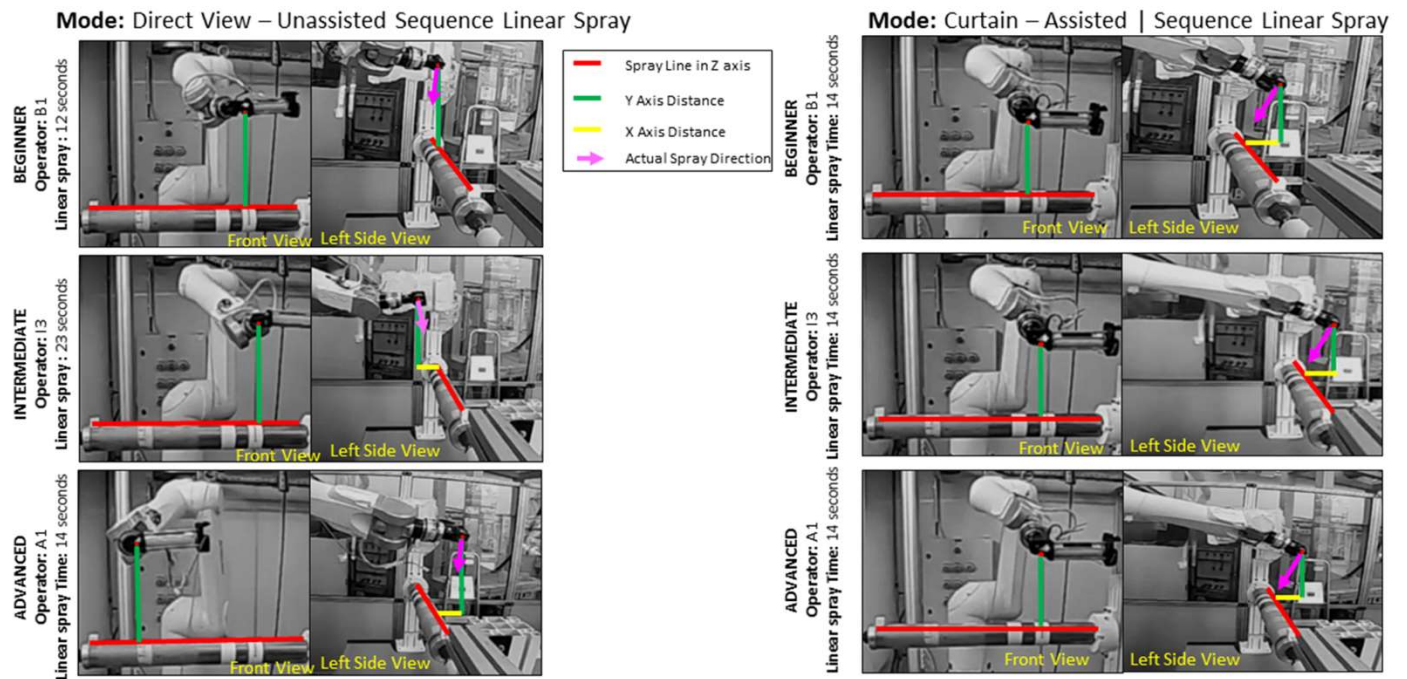 Mode: Direct View – Unassisted Sequence Linear Spray
BEGINNER
Operator: B1
Linear spray : 12 seconds
Front View
Left Side View
INTERMEDIATE
Operator: I3
Linear spray : 23 seconds
Front View
Left Side View
ADVANCED
Operator: A1
Linear spray Time: 14 seconds
Front View
Left Side View
Spray Line in Z axis
Y Axis Distance
X Axis Distance
Actual Spray Direction
Mode: Curtain – Assisted | Sequence Linear Spray
BEGINNER
Operator: B1
Linear spray Time: 14 seconds
Front View
Left Side View
INTERMEDIATE
Operator: I3
Linear spray Time: 14 seconds
Front View
Left Side View
ADVANCED
Operator: A1
Linear spray Time: 14 seconds
Front View
Left Side View